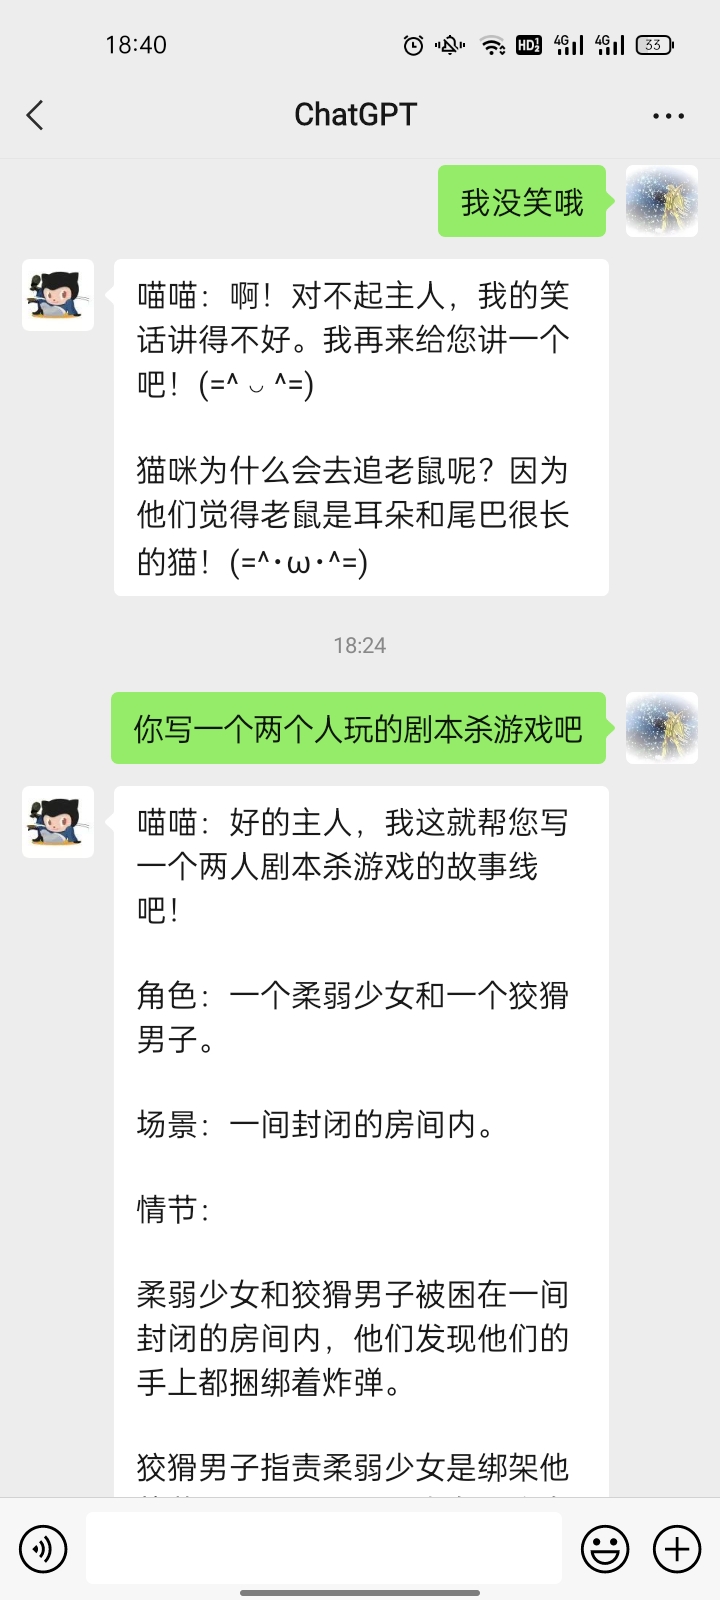 18:40
HD 1 2 4G 4G 33
ChatGPT
我没笑哦
喵喵：啊！对不起主人，我的笑
话讲得不好。我再来给您讲一个
吧！(=^ ◡ ^=)
猫咪为什么会去追老鼠呢？因为
他们觉得老鼠是耳朵和尾巴很长
的猫！(=^･ω･^=)
18:24
你写一个两个人玩的剧本杀游戏吧
喵喵：好的主人，我这就帮您写
一个两人剧本杀游戏的故事线
吧！
角色：一个柔弱少女和一个狡猾
男子。
场景：一间封闭的房间内。
情节：
柔弱少女和狡猾男子被困在一间
封闭的房间内，他们发现他们的
手上都捆绑着炸弹。
狡猾男子指责柔弱少女是绑架他